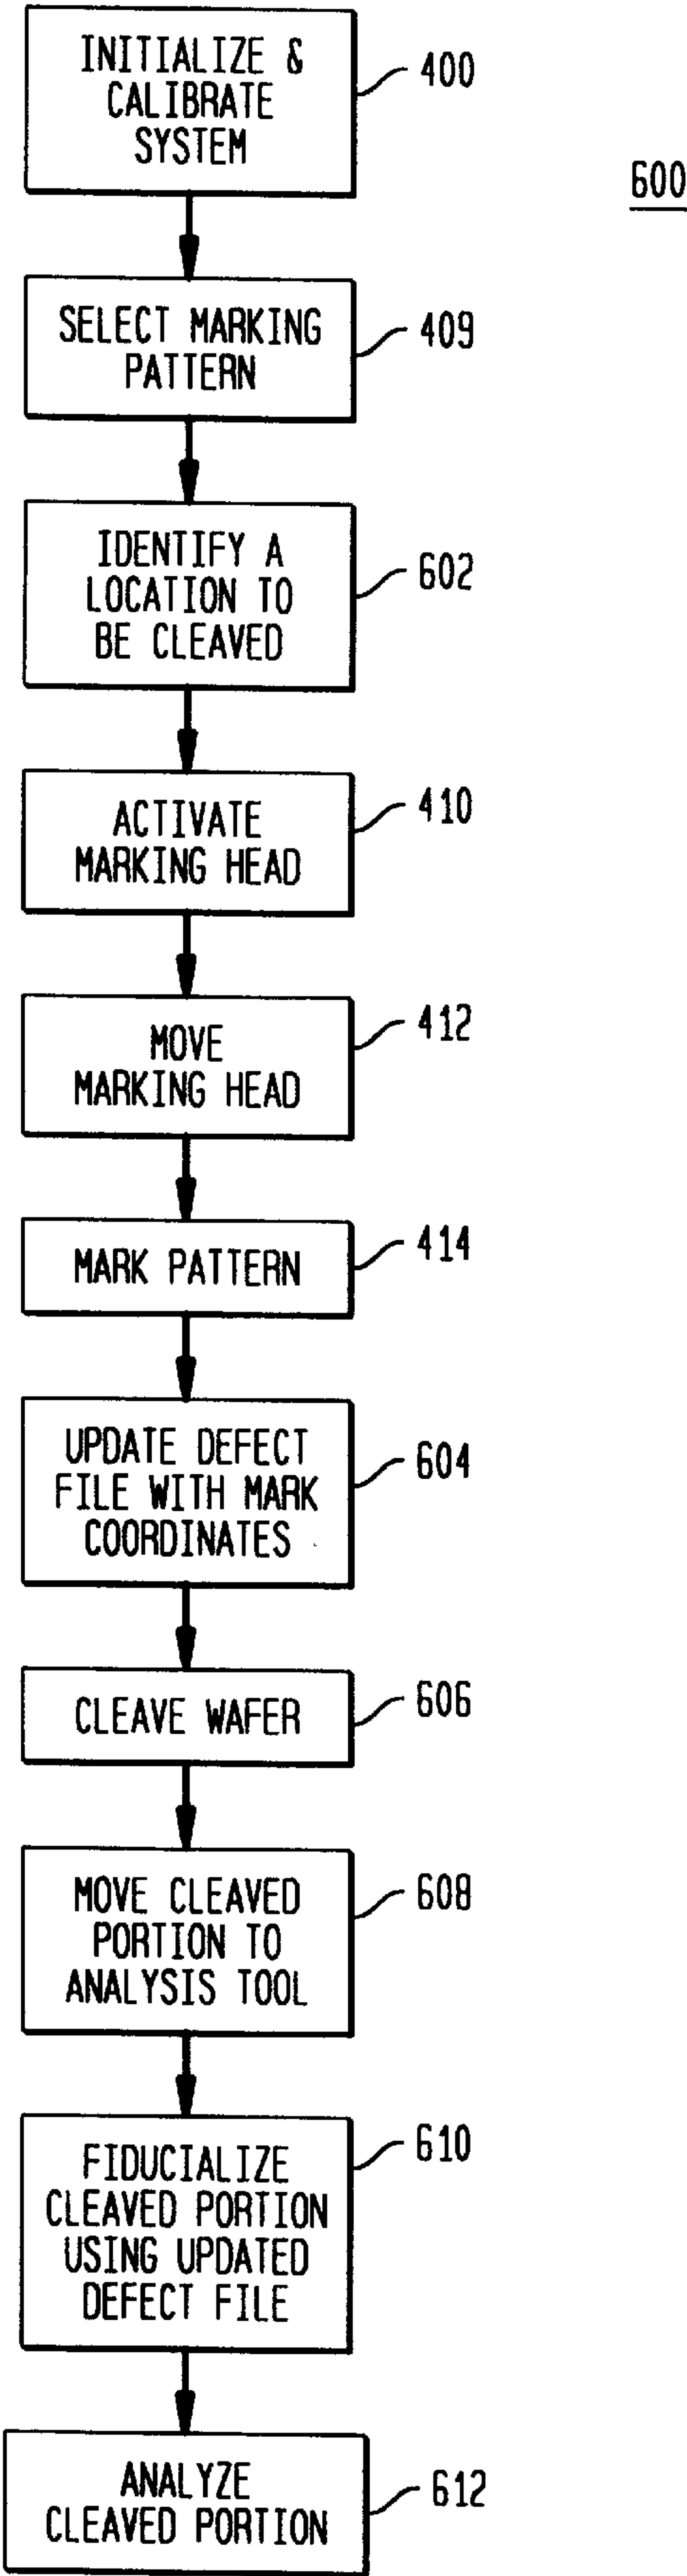 INITIALIZE &
CALIBRATE
SYSTEM
400
600
SELECT MARKING
PATTERN
409
IDENTIFY A
LOCATION TO
BE CLEAVED
602
ACTIVATE
MARKING HEAD
410
MOVE
MARKING HEAD
412
MARK PATTERN
414
UPDATE DEFECT
FILE WITH MARK
COORDINATES
604
CLEAVE WAFER
606
MOVE CLEAVED
PORTION TO
ANALYSIS TOOL
608
FIDUCIALIZE
CLEAVED PORTION
USING UPDATED
DEFECT FILE
610
ANALYZE
CLEAVED PORTION
612